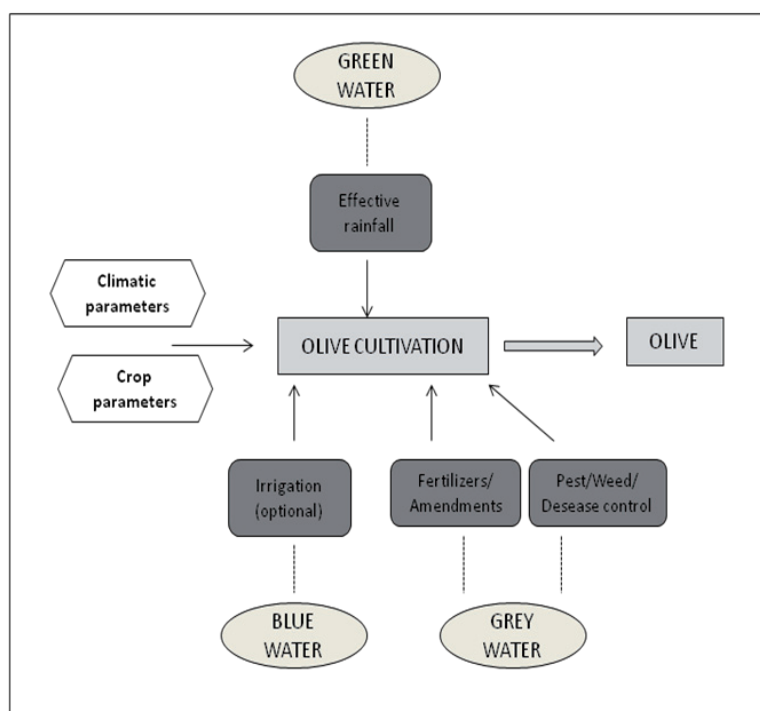 GREEN
WATER
Effective
rainfall
Climatic
parameters
OLIVE CULTIVATION
OLIVE
Crop
parameters
Irrigation
(optional)
Fertilizers/
Amendments
Pest/Weed/
Desease control
BLUE
WATER
GREY
WATER